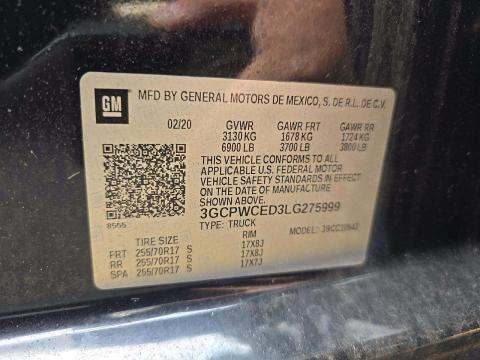 GM
MFD BY GENERAL MOTORS DE MEXICO, S. DE R.L. DE C.V.
02/20 GVWR GAWR FRT GAWR RR
3130 KG 1678 KG 1724 KG
6900 LB 3700 LB 3800 LB
THIS VEHICLE CONFORMS TO ALL
APPLICABLE U.S. FEDERAL MOTOR
VEHICLE SAFETY STANDARDS IN EFFECT
ON THE DATE OF MANUFACTURE
SHOWN ABOVE.
3GCPWCED3LG275999
TYPE: TRUCK MODEL:
8555
TIRE SIZE RIM
FRT 255/70R17 S 17X8J
RR 255/70R17 S 17X8J
SPA 255/70R17 S 17X7J